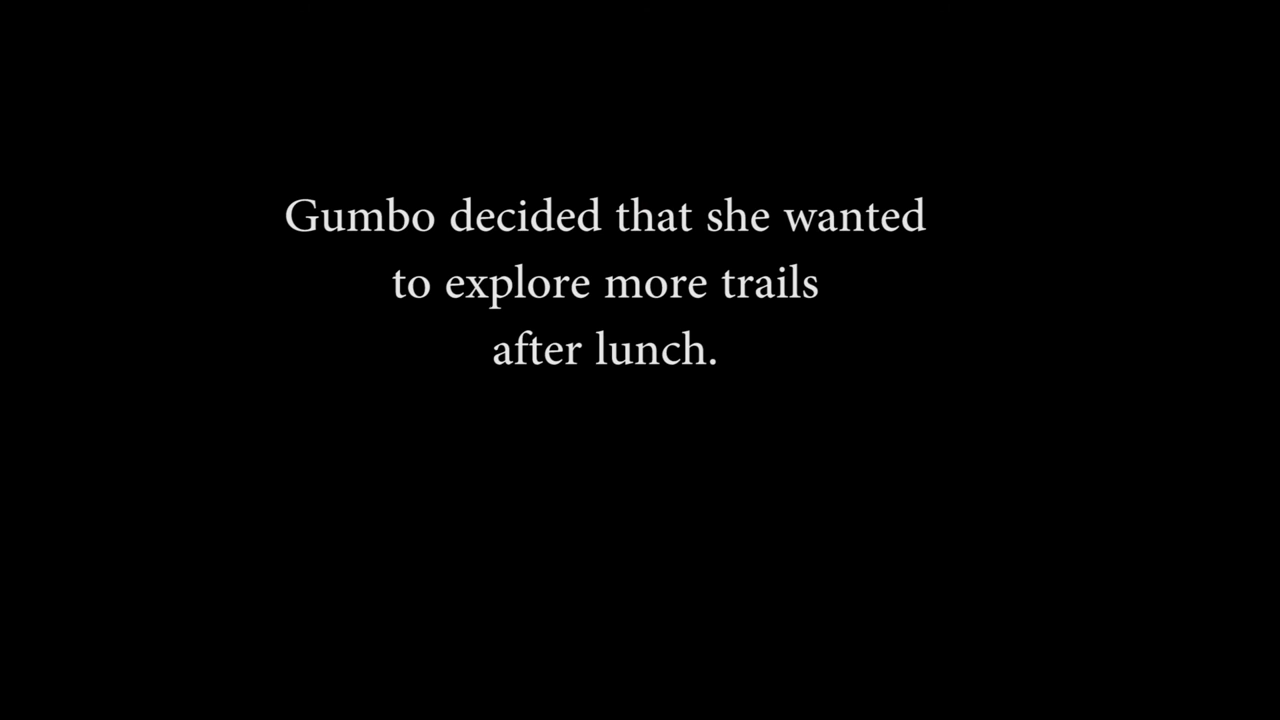 Gumbo decided that she wanted
to explore more trails
after lunch.